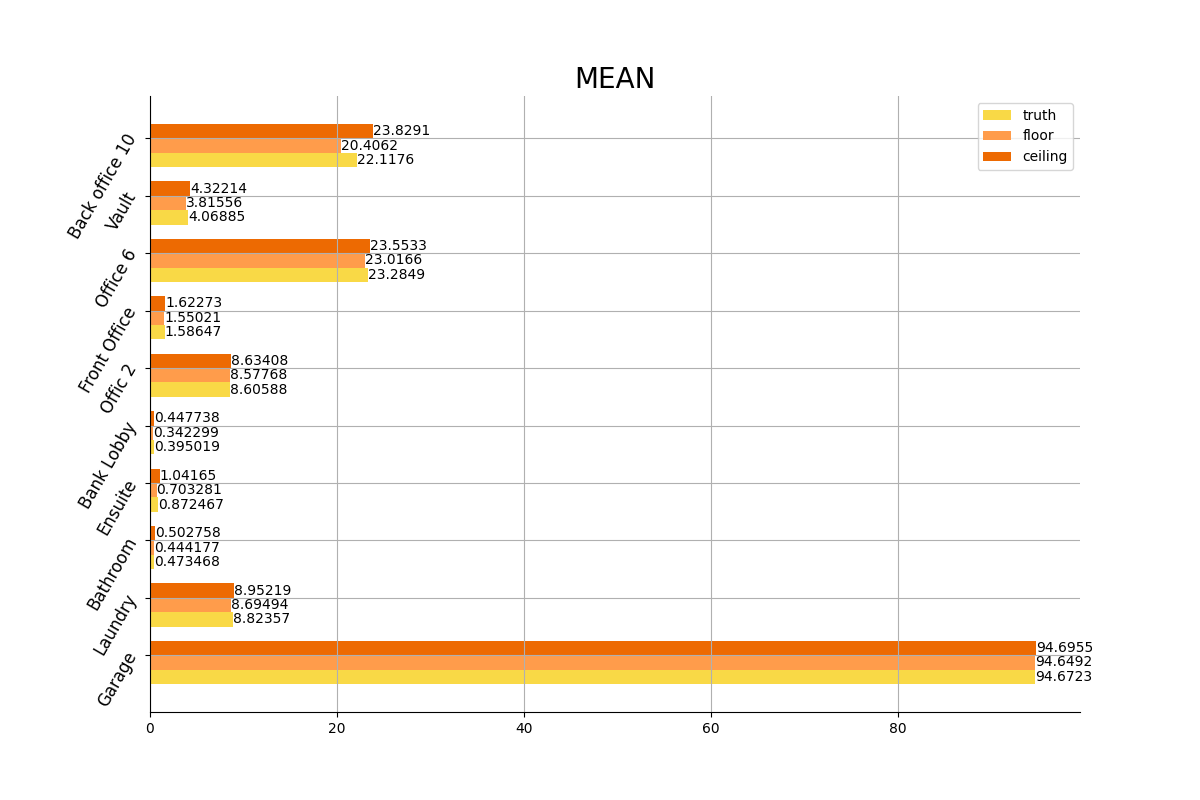 MEAN
truth
floor
ceiling
Back office 10
23.8291
20.4062
22.1176
Vault
4.32214
3.81556
4.06885
Office 6
23.5533
23.0166
23.2849
Front Office
1.62273
1.55021
1.58647
Offic 2
8.63408
8.57768
8.60588
Bank Lobby
0.447738
0.342299
0.395019
Ensuite
1.04165
0.703281
0.872467
Bathroom
0.502758
0.444177
0.473468
Laundry
8.95219
8.69494
8.82357
Garage
94.6955
94.6492
94.6723
0 20 40 60 80